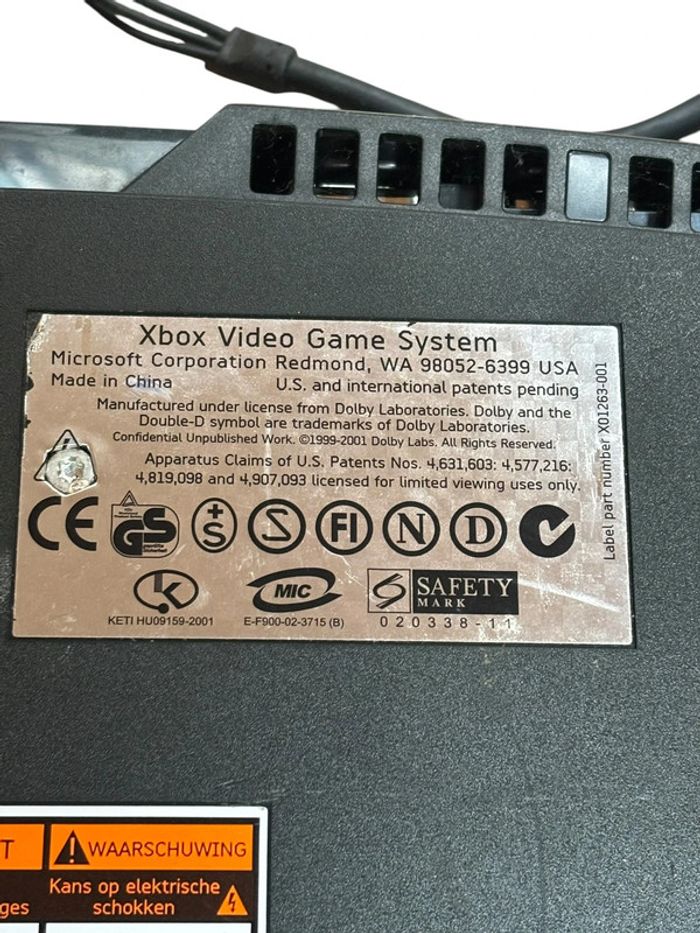 Xbox Video Game System
Microsoft Corporation Redmond, WA 98052-6399 USA
Made in China U.S. and international patents pending
Manufactured under license from Dolby Laboratories. Dolby and the
Double-D symbol are trademarks of Dolby Laboratories.
Confidential Unpublished Work. ©1999-2001 Dolby Labs. All Rights Reserved.
Apparatus Claims of U.S. Patents Nos. 4,631,603; 4,577,216;
4,819,098 and 4,907,093 licensed for limited viewing uses only.
Label part number X01263-001
CE GS +S S FI N D
K MIC S SAFETY
MARK
KETI HU09159-2001 E-F900-02-3715 (B) 020338-11
T WAARSCHUWING
Kans op elektrische
ges schokken